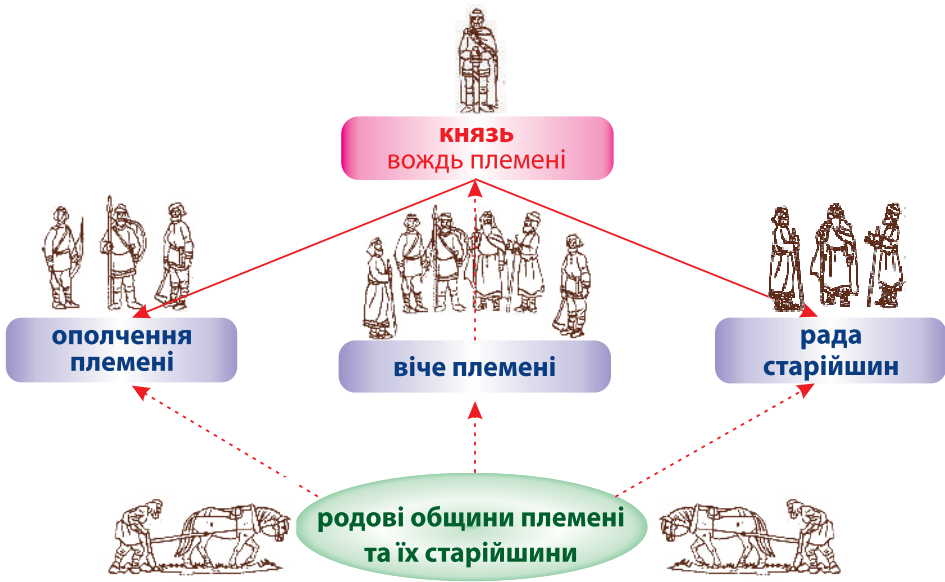 князь
вождь племені
ополчення
племені
віче племені
рада
старійшин
родові общини племені
та їх старійшини